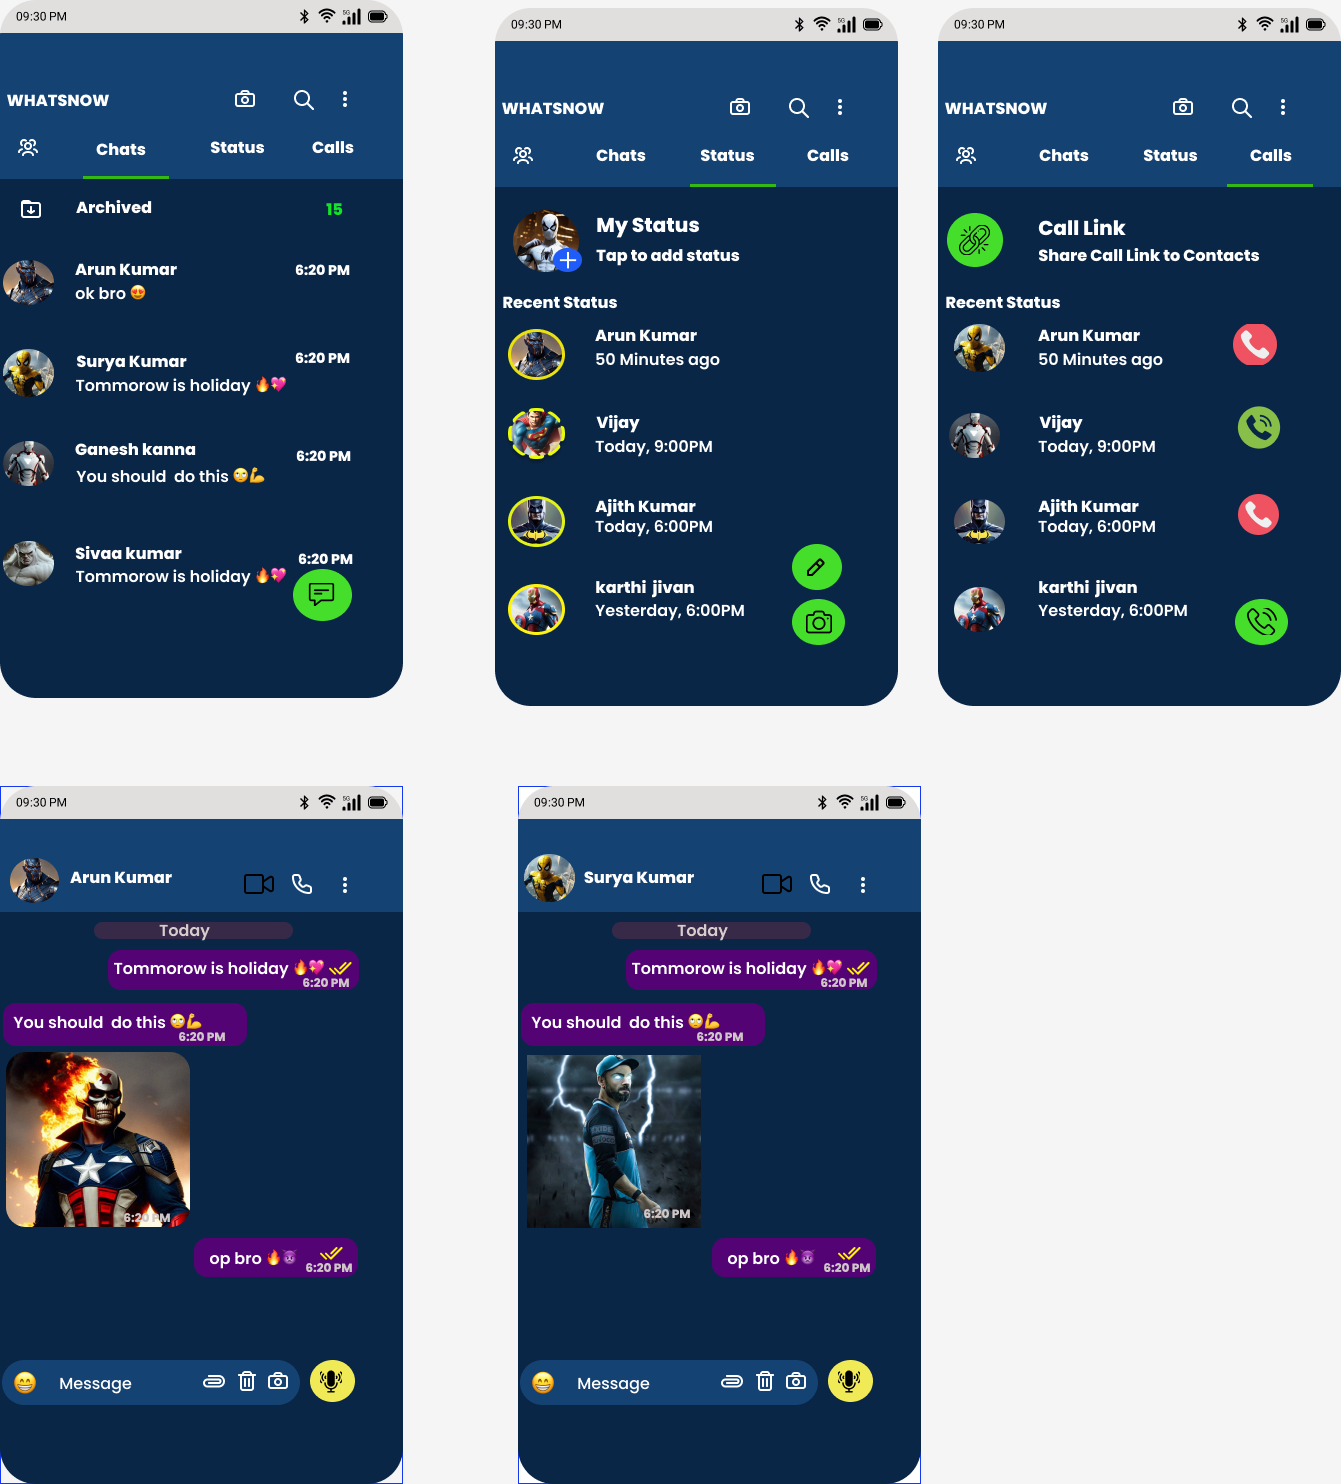 09:30 PM 5G
WHATSNOW
Chats Status Calls
Archived 15
Arun Kumar 6:20 PM
ok bro 😍
Surya Kumar 6:20 PM
Tommorow is holiday 🔥💖
Ganesh kanna 6:20 PM
You should do this 🙄💪
Sivaa kumar 6:20 PM
Tommorow is holiday 🔥💖
09:30 PM 5G
WHATSNOW
Chats Status Calls
My Status
Tap to add status
Recent Status
Arun Kumar
50 Minutes ago
Vijay
Today, 9:00PM
Ajith Kumar
Today, 6:00PM
karthi jivan
Yesterday, 6:00PM
09:30 PM 5G
WHATSNOW
Chats Status Calls
Call Link
Share Call Link to Contacts
Recent Status
Arun Kumar
50 Minutes ago
Vijay
Today, 9:00PM
Ajith Kumar
Today, 6:00PM
karthi jivan
Yesterday, 6:00PM
09:30 PM 5G
Arun Kumar
Today
Tommorow is holiday 🔥💖
6:20 PM
You should do this 🙄💪
6:20 PM
6:20 PM
op bro 🔥😈
6:20 PM
😁 Message
09:30 PM 5G
Surya Kumar
Today
Tommorow is holiday 🔥💖
6:20 PM
You should do this 🙄💪
6:20 PM
6:20 PM
op bro 🔥😈
6:20 PM
😁 Message